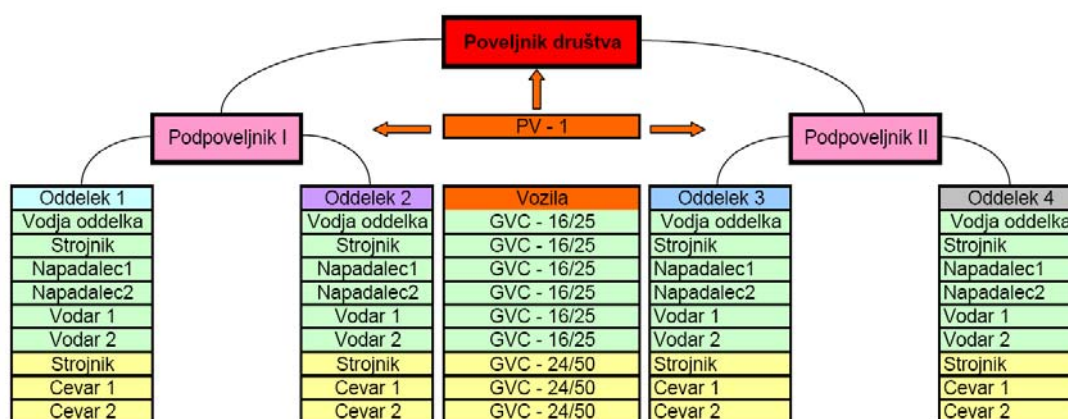 Poveljnik društva
Podpoveljnik I
PV - 1
Podpoveljnik II
Oddelek 1 Oddelek 2 Vozila Oddelek 3 Oddelek 4
Vodja oddelka Vodja oddelka GVC - 16/25 Vodja oddelka Vodja oddelka
Strojnik Strojnik GVC - 16/25 Strojnik Strojnik
Napadalec1 Napadalec1 GVC - 16/25 Napadalec1 Napadalec1
Napadalec2 Napadalec2 GVC - 16/25 Napadalec2 Napadalec2
Vodar 1 Vodar 1 GVC - 16/25 Vodar 1 Vodar 1
Vodar 2 Vodar 2 GVC - 16/25 Vodar 2 Vodar 2
Strojnik Strojnik GVC - 24/50 Strojnik Strojnik
Cevar 1 Cevar 1 GVC - 24/50 Cevar 1 Cevar 1
Cevar 2 Cevar 2 GVC - 24/50 Cevar 2 Cevar 2